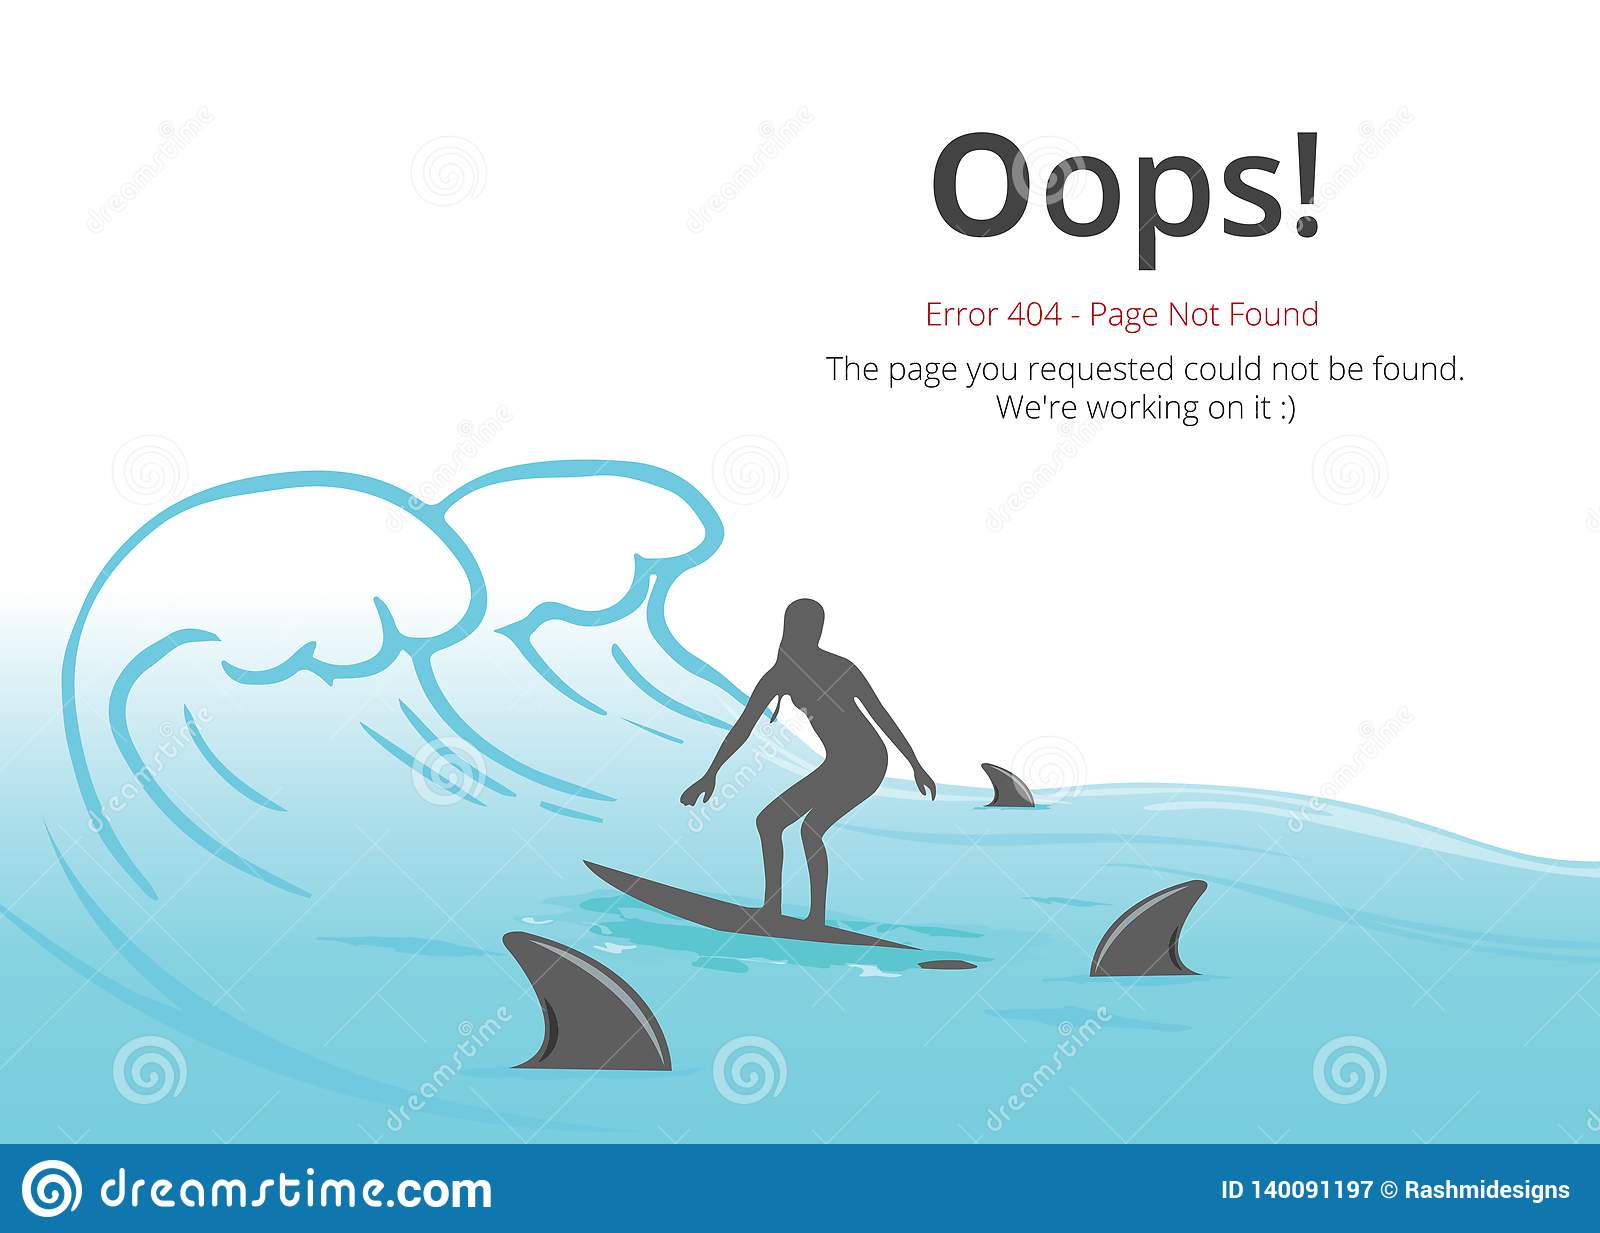 Oops!
Error 404 - Page Not Found
The page you requested could not be found.
We're working on it :)
dreamstime.com
ID 140091197 © Rashmidesigns